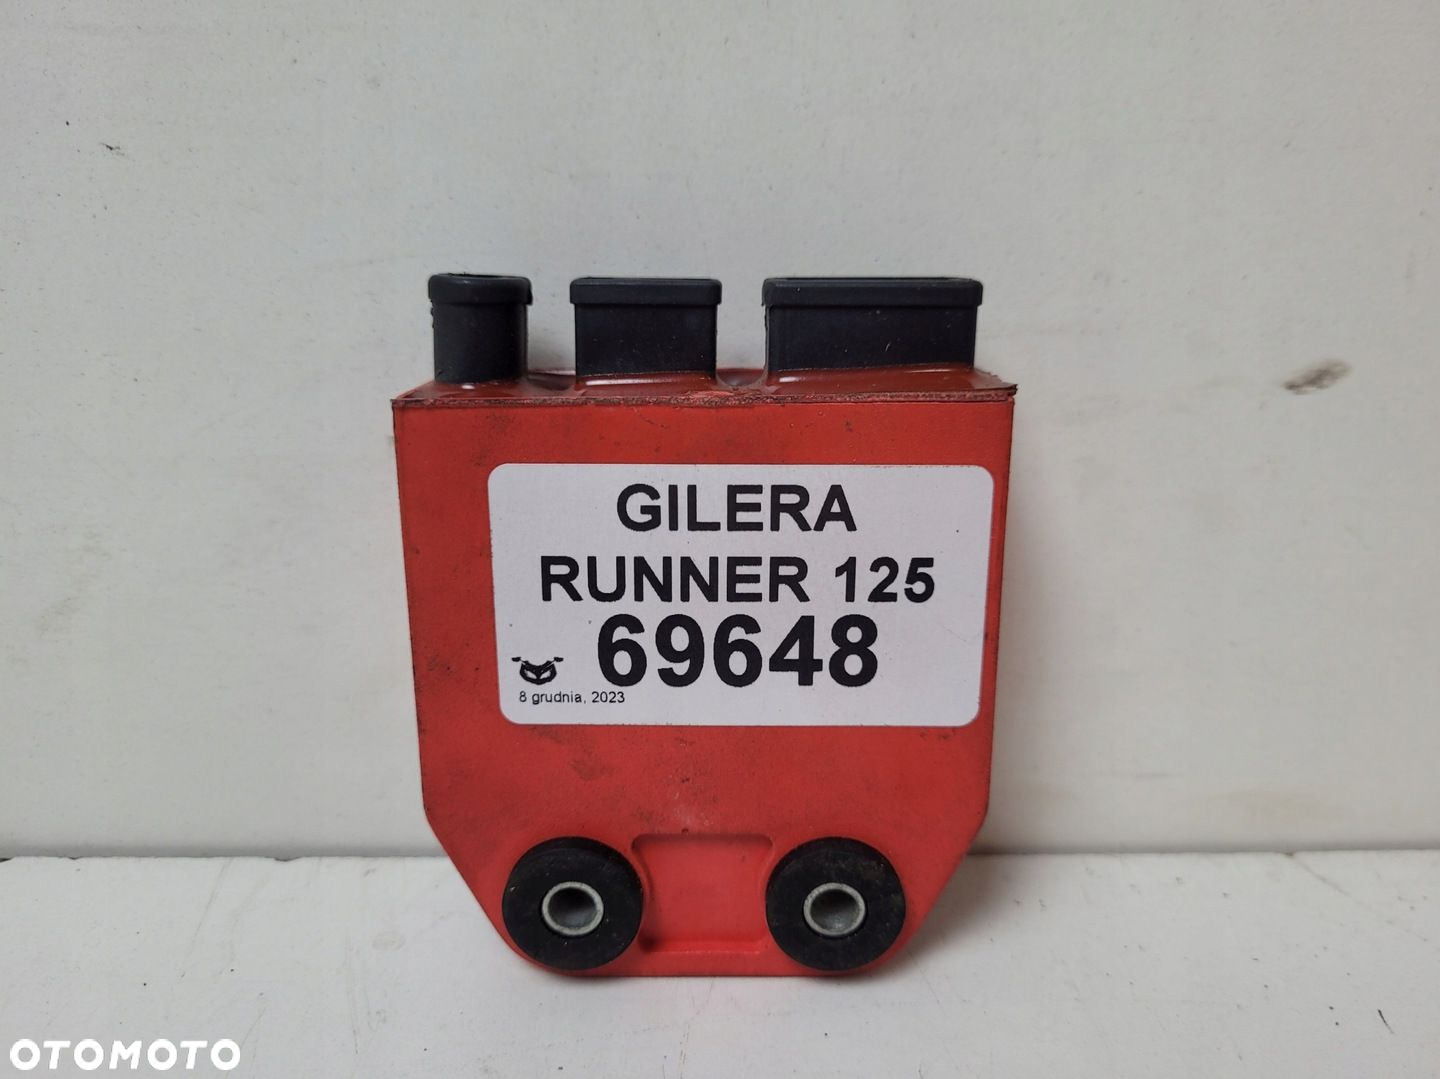 GILERA
RUNNER 125
69648
8 grudnia, 2023
OTOMOTO